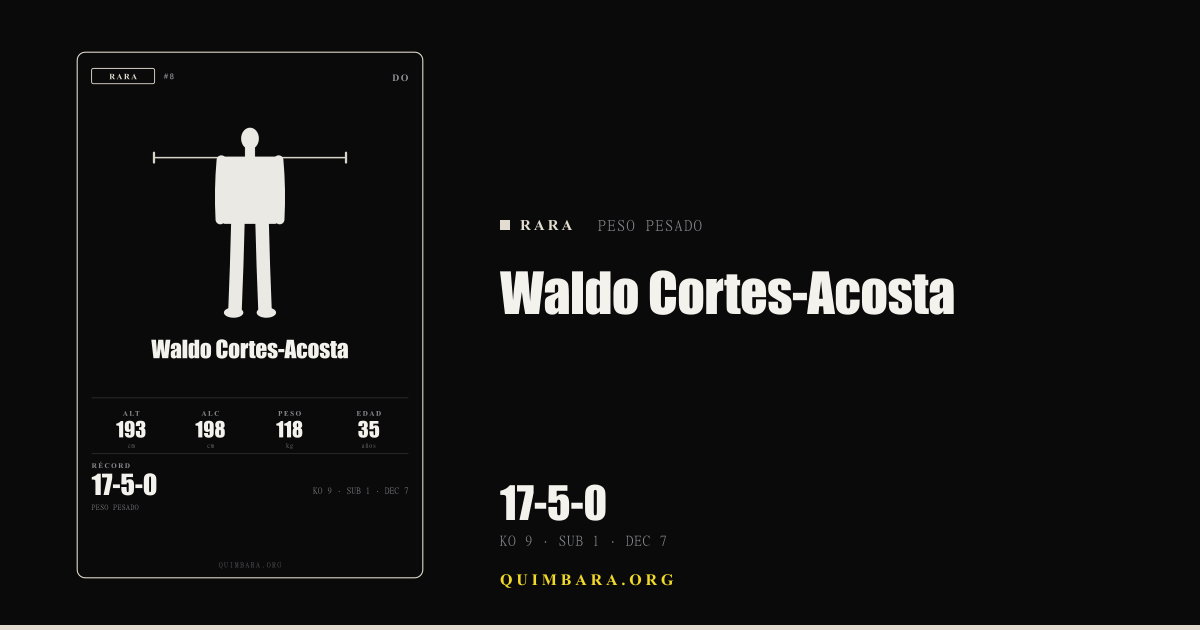 RARA #8 DO
Waldo Cortes-Acosta
ALT ALC PESO EDAD
193 198 118 35
cm cm kg años
RÉCORD
17-5-0
KO 9 · SUB 1 · DEC 7
PESO PESADO
QUIMBARA.ORG
RARA PESO PESADO
Waldo Cortes-Acosta
17-5-0
KO 9 · SUB 1 · DEC 7
QUIMBARA.ORG